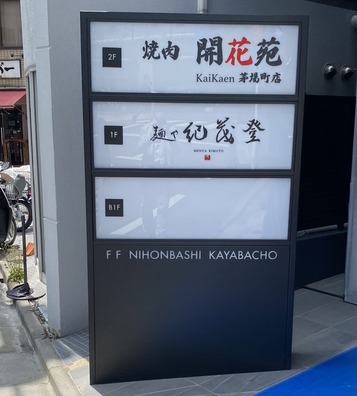 2F
焼肉 開花苑
KaiKaen 茅場町店
1F
麺や 紀茂登
MENYA KIMOTO
B1F
FF NIHONBASHI KAYABACHO